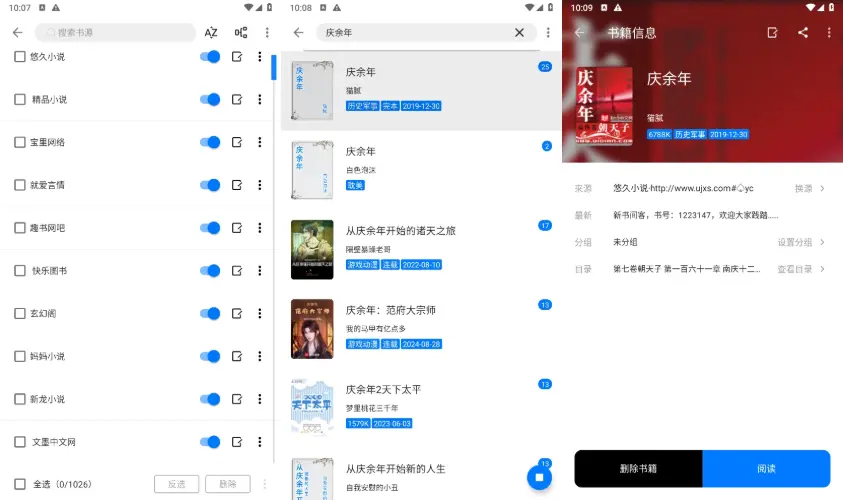 10:07
搜索书源
悠久小说
精品小说
宝里网络
就爱言情
趣书网吧
快乐图书
玄幻阁
妈妈小说
新龙小说
文墨中文网
全选（0/1026）
反选
删除
10:08
庆余年
庆余年
25
猫腻
历史军事 完本 2019-12-30
庆余年
2
白色泡沫
耽美
从庆余年开始的诸天之旅
17
隔壁暴躁老哥
游戏动漫 连载 2022-08-10
庆余年：范府大宗师
13
我的马甲有亿点多
游戏动漫 连载 2024-08-28
庆余年2天下太平
13
梦里桃花三千年
1579K 2023-06-03
从庆余年开始新的人生
13
自我安慰的小丑
10:09
书籍信息
庆余年
朝天子
庆余年
猫腻
6788K 历史军事 2019-12-30
来源 悠久小说·http://www.ujxs.com#yc 换源
最新 新书间客，书号：1223147，欢迎大家践踏.....
分组 未分组 设置分组
目录 第七卷朝天子 第一百六十一章 南庆十二... 查看目录
删除书籍
阅读